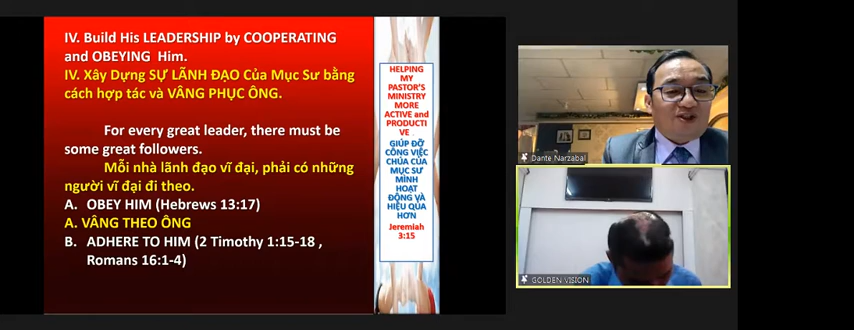 IV. Build His LEADERSHIP by COOPERATING
and OBEYING Him.
IV. Xây Dựng SỰ LÃNH ĐẠO Của Mục Sư bằng
cách hợp tác và VÂNG PHỤC ÔNG.
For every great leader, there must be
some great followers.
Mỗi nhà lãnh đạo vĩ đại, phải có những
người vĩ đại đi theo.
A. OBEY HIM (Hebrews 13:17)
A. VÂNG THEO ÔNG
B. ADHERE TO HIM (2 Timothy 1:15-18 ,
Romans 16:1-4)
HELPING
MY
PASTOR'S
MINISTRY
MORE
ACTIVE and
PRODUCTI
VE
GIÚP ĐỠ
CÔNG VIỆC
CHÚA CỦA
MỤC SƯ
MÌNH
HOẠT
ĐỘNG VÀ
HIỆU QUẢ
HƠN
Jeremiah
3:15
Dante Narzabal
GOLDEN VISION